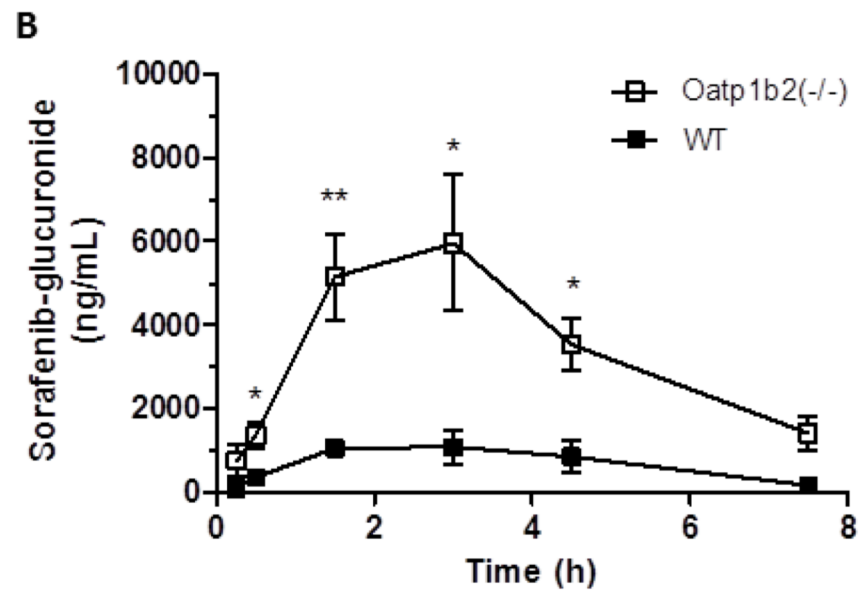 B
10000
8000
6000
4000
2000
0
Sorafenib-glucuronide
(ng/mL)
*
**
*
*
Oatp1b2(-/-)
WT
0 2 4 6 8
Time (h)